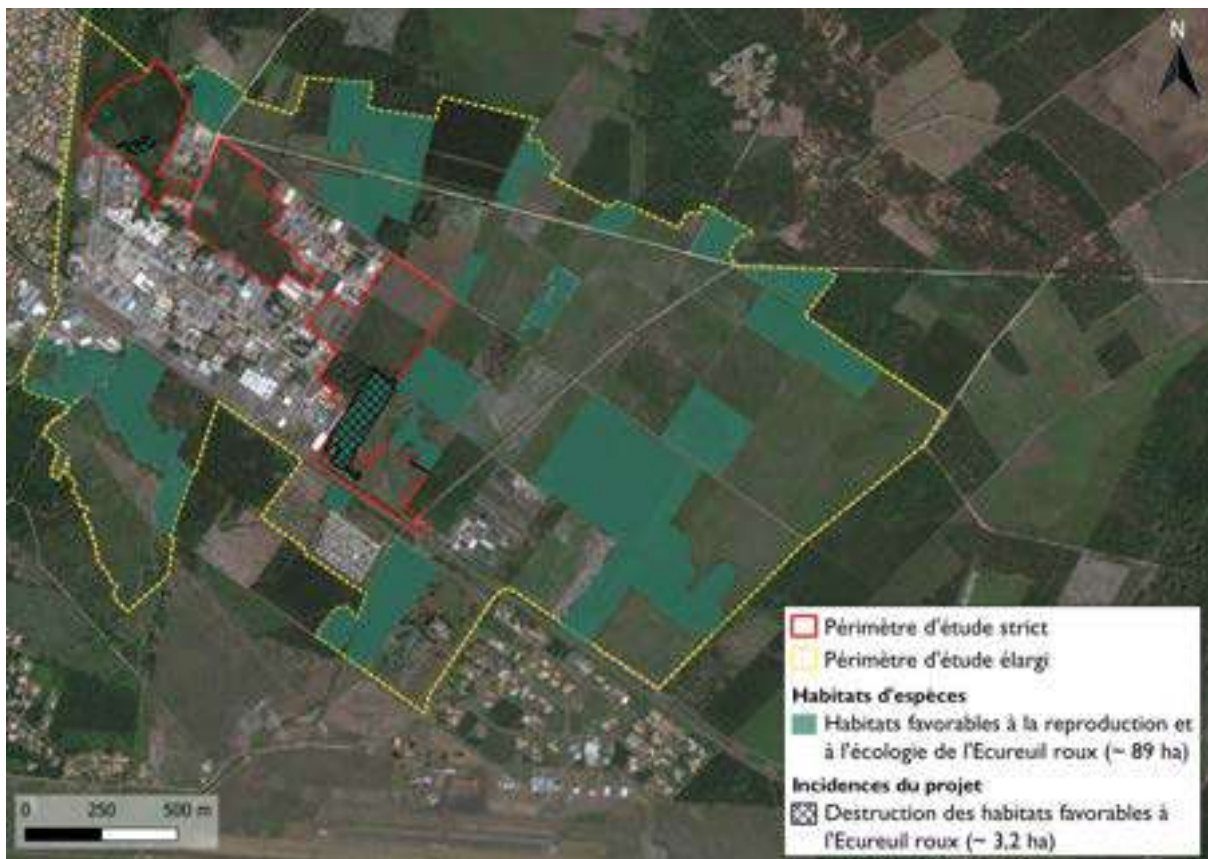 N
Périmètre d'étude strict
Périmètre d'étude élargi
Habitats d'espèces
Habitats favorables à la reproduction et
à l'écologie de l'Ecureuil roux (~ 89 ha)
Incidences du projet
Destruction des habitats favorables à
l'Ecureuil roux (~ 3,2 ha)
0 250 500 m